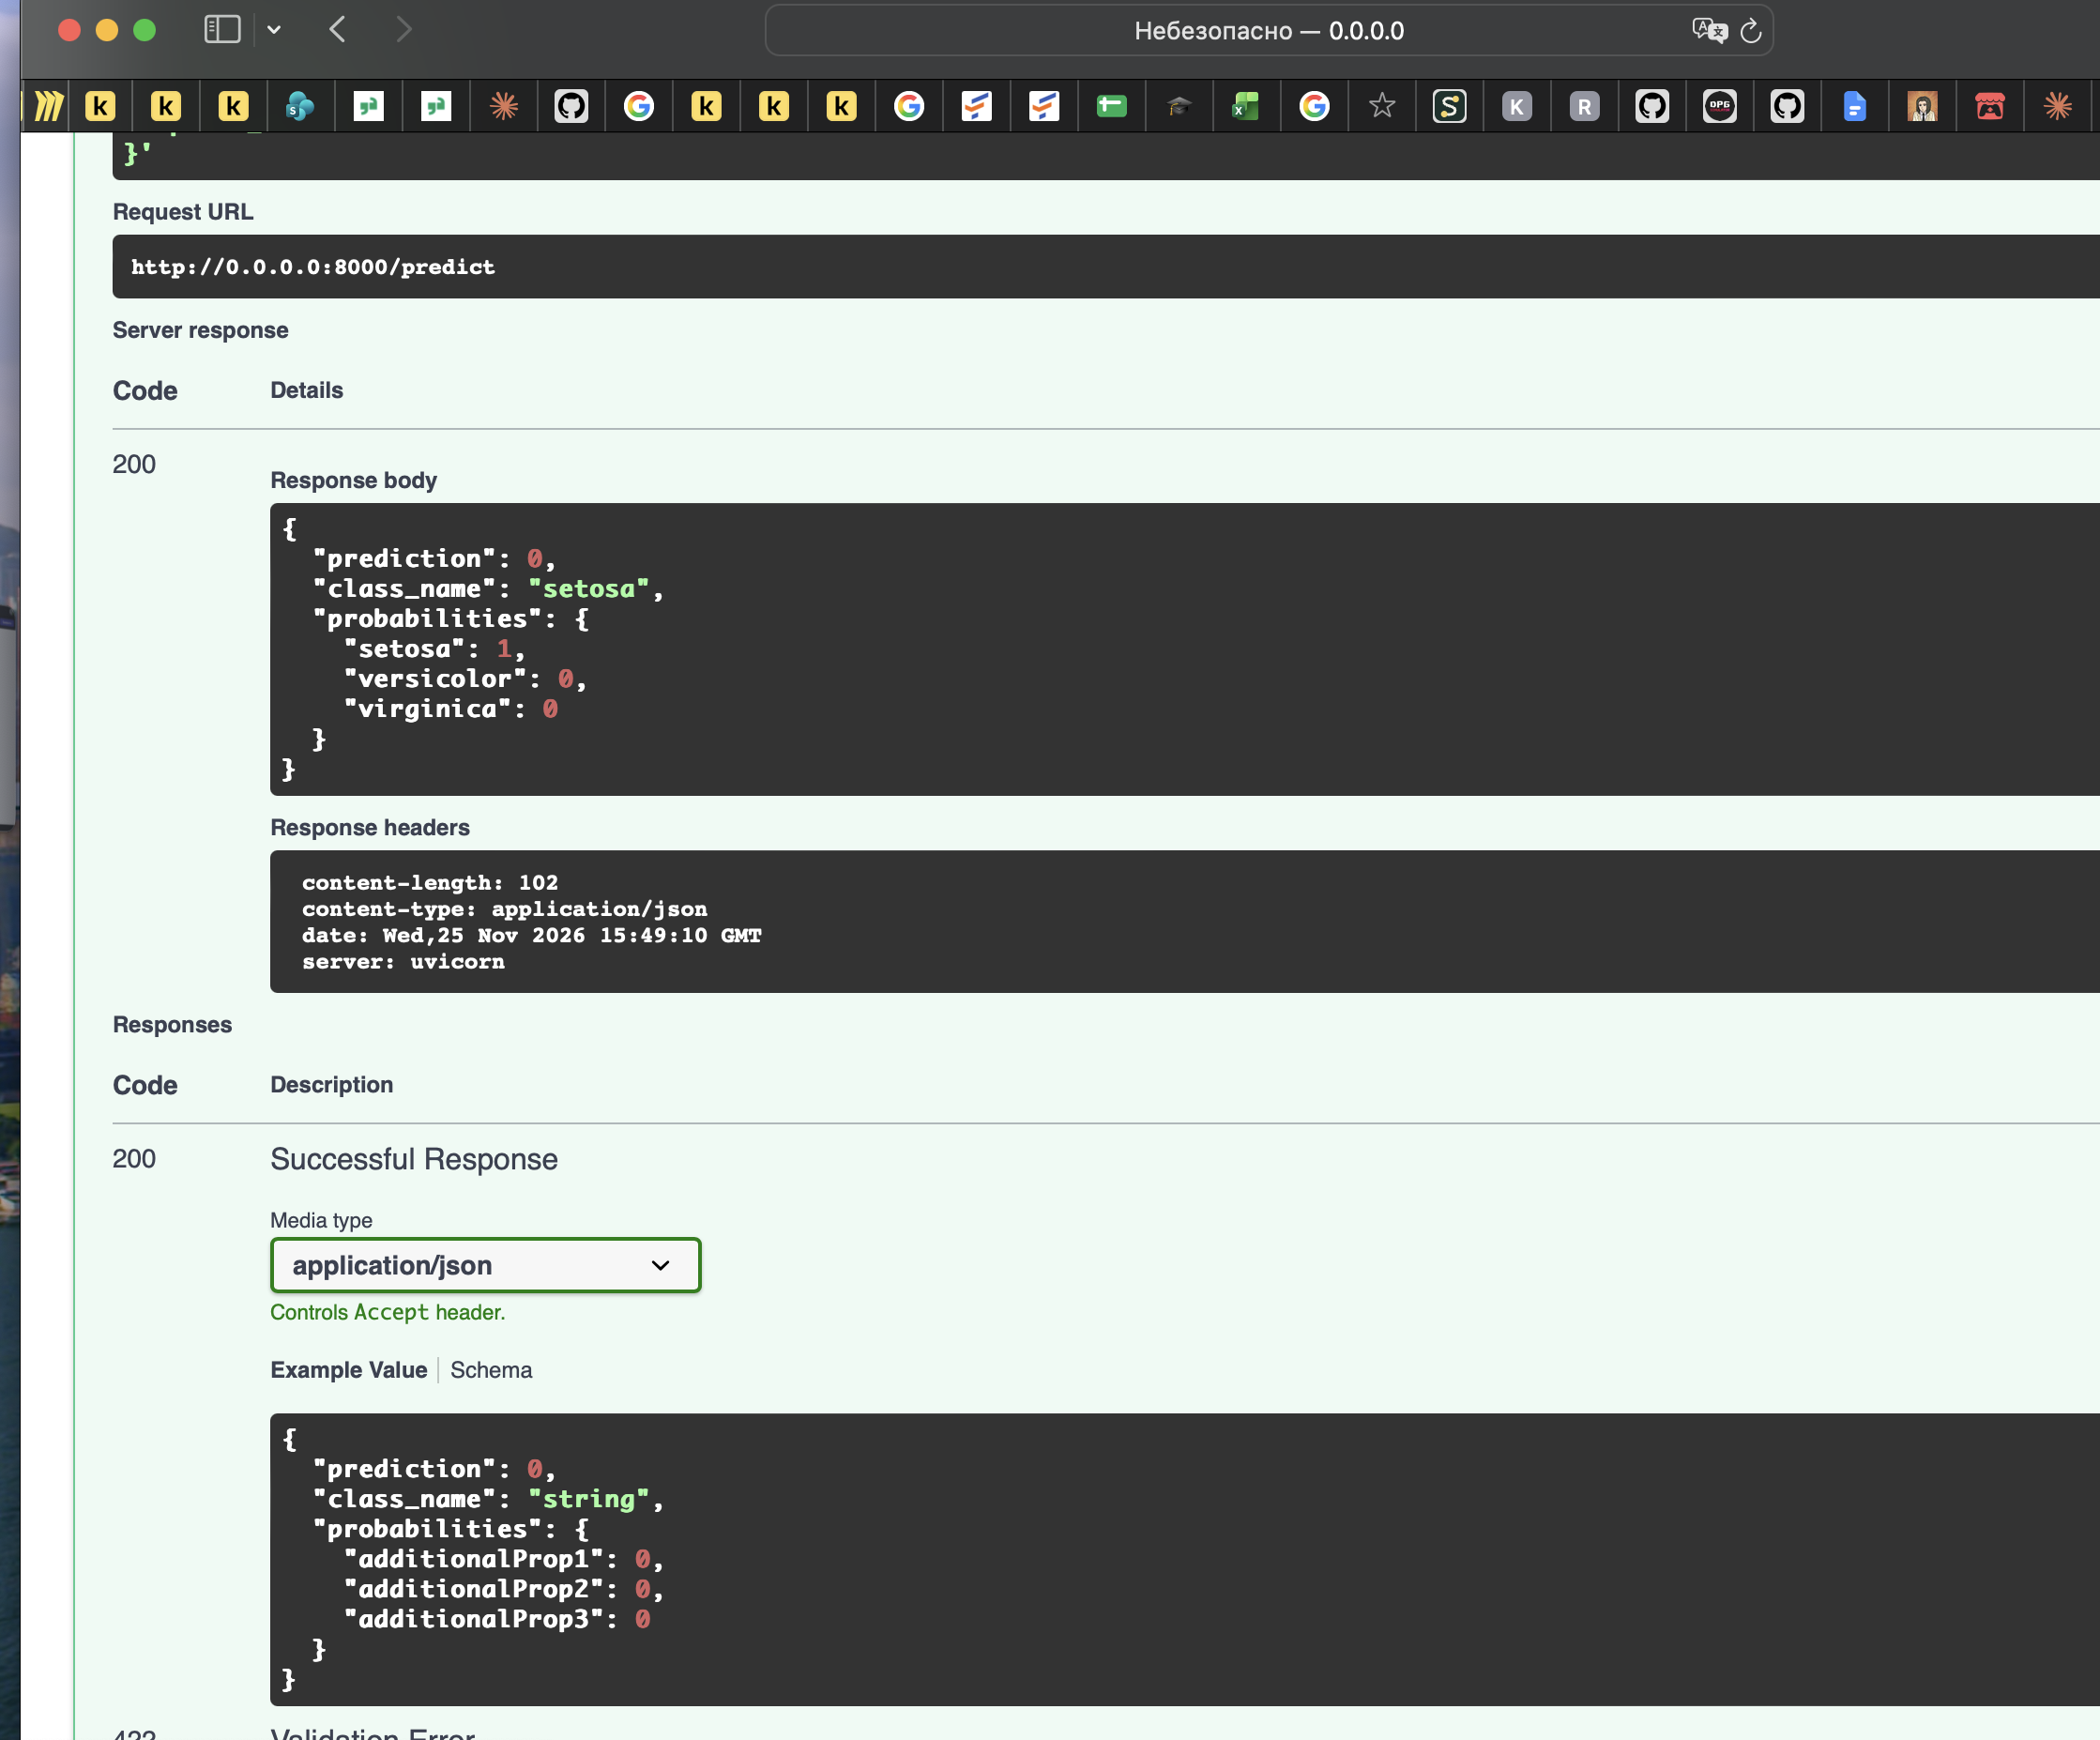 Небезопасно — 0.0.0.0
}'
Request URL
http://0.0.0.0:8000/predict
Server response
Code Details
200
Response body
{
"prediction": 0,
"class_name": "setosa",
"probabilities": {
"setosa": 1,
"versicolor": 0,
"virginica": 0
}
}
Response headers
content-length: 102
content-type: application/json
date: Wed,25 Nov 2026 15:49:10 GMT
server: uvicorn
Responses
Code Description
200 Successful Response
Media type
application/json
Controls Accept header.
Example Value Schema
{
"prediction": 0,
"class_name": "string",
"probabilities": {
"additionalProp1": 0,
"additionalProp2": 0,
"additionalProp3": 0
}
}
422 Validation Error